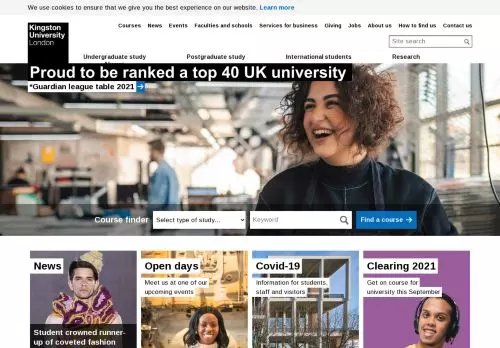 We use cookies to ensure that we give you the best experience on our website. Learn more
Courses News Events Faculties and schools Services for business Giving Jobs About us How to find us Contact us
Kingston
University
London
Site search
Undergraduate study Postgraduate study International students Research
Proud to be ranked a top 40 UK university
*Guardian league table 2021
Course finder Select type of study... Keyword Find a course
News
Student crowned runner-
up of coveted fashion
Open days
Meet us at one of our
upcoming events
Covid-19
Information for students,
staff and visitors
Clearing 2021
Get on course for
university this September